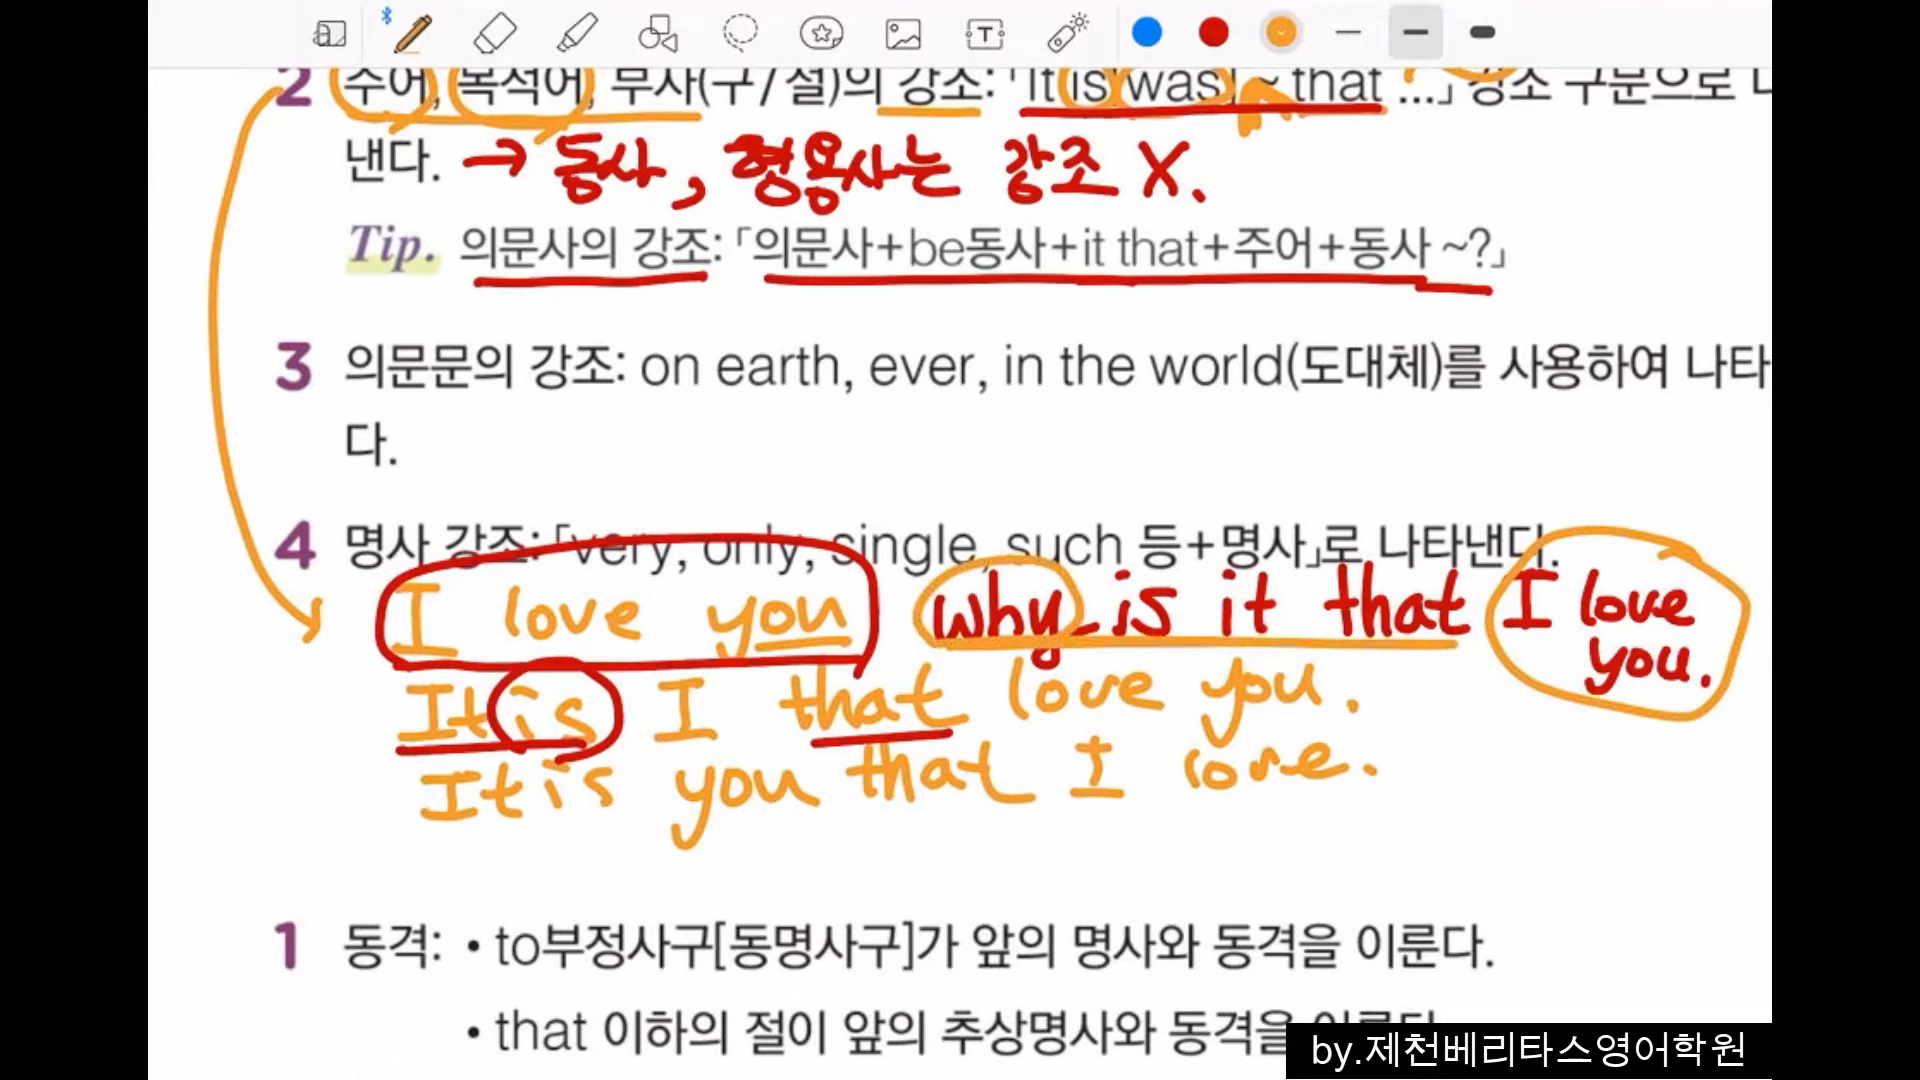 2 주어, 목적어, 부사(구/절)의 강조: 「It is[was] ~ that ...」 강조 구문으로 나
낸다. → 동사, 형용사는 강조 X.
Tip. 의문사의 강조: 「의문사+be동사+it that+주어+동사 ~?」
3 의문문의 강조: on earth, ever, in the world(도대체)를 사용하여 나타
다.
4 명사 강조: 「very, only, single, such 등+명사」로 나타낸다.
I love you why is it that I love
you.
It is I that love you.
It is you that I love.
1 동격: • to부정사구[동명사구]가 앞의 명사와 동격을 이룬다.
• that 이하의 절이 앞의 추상명사와 동격을
by.제천베리타스영어학원